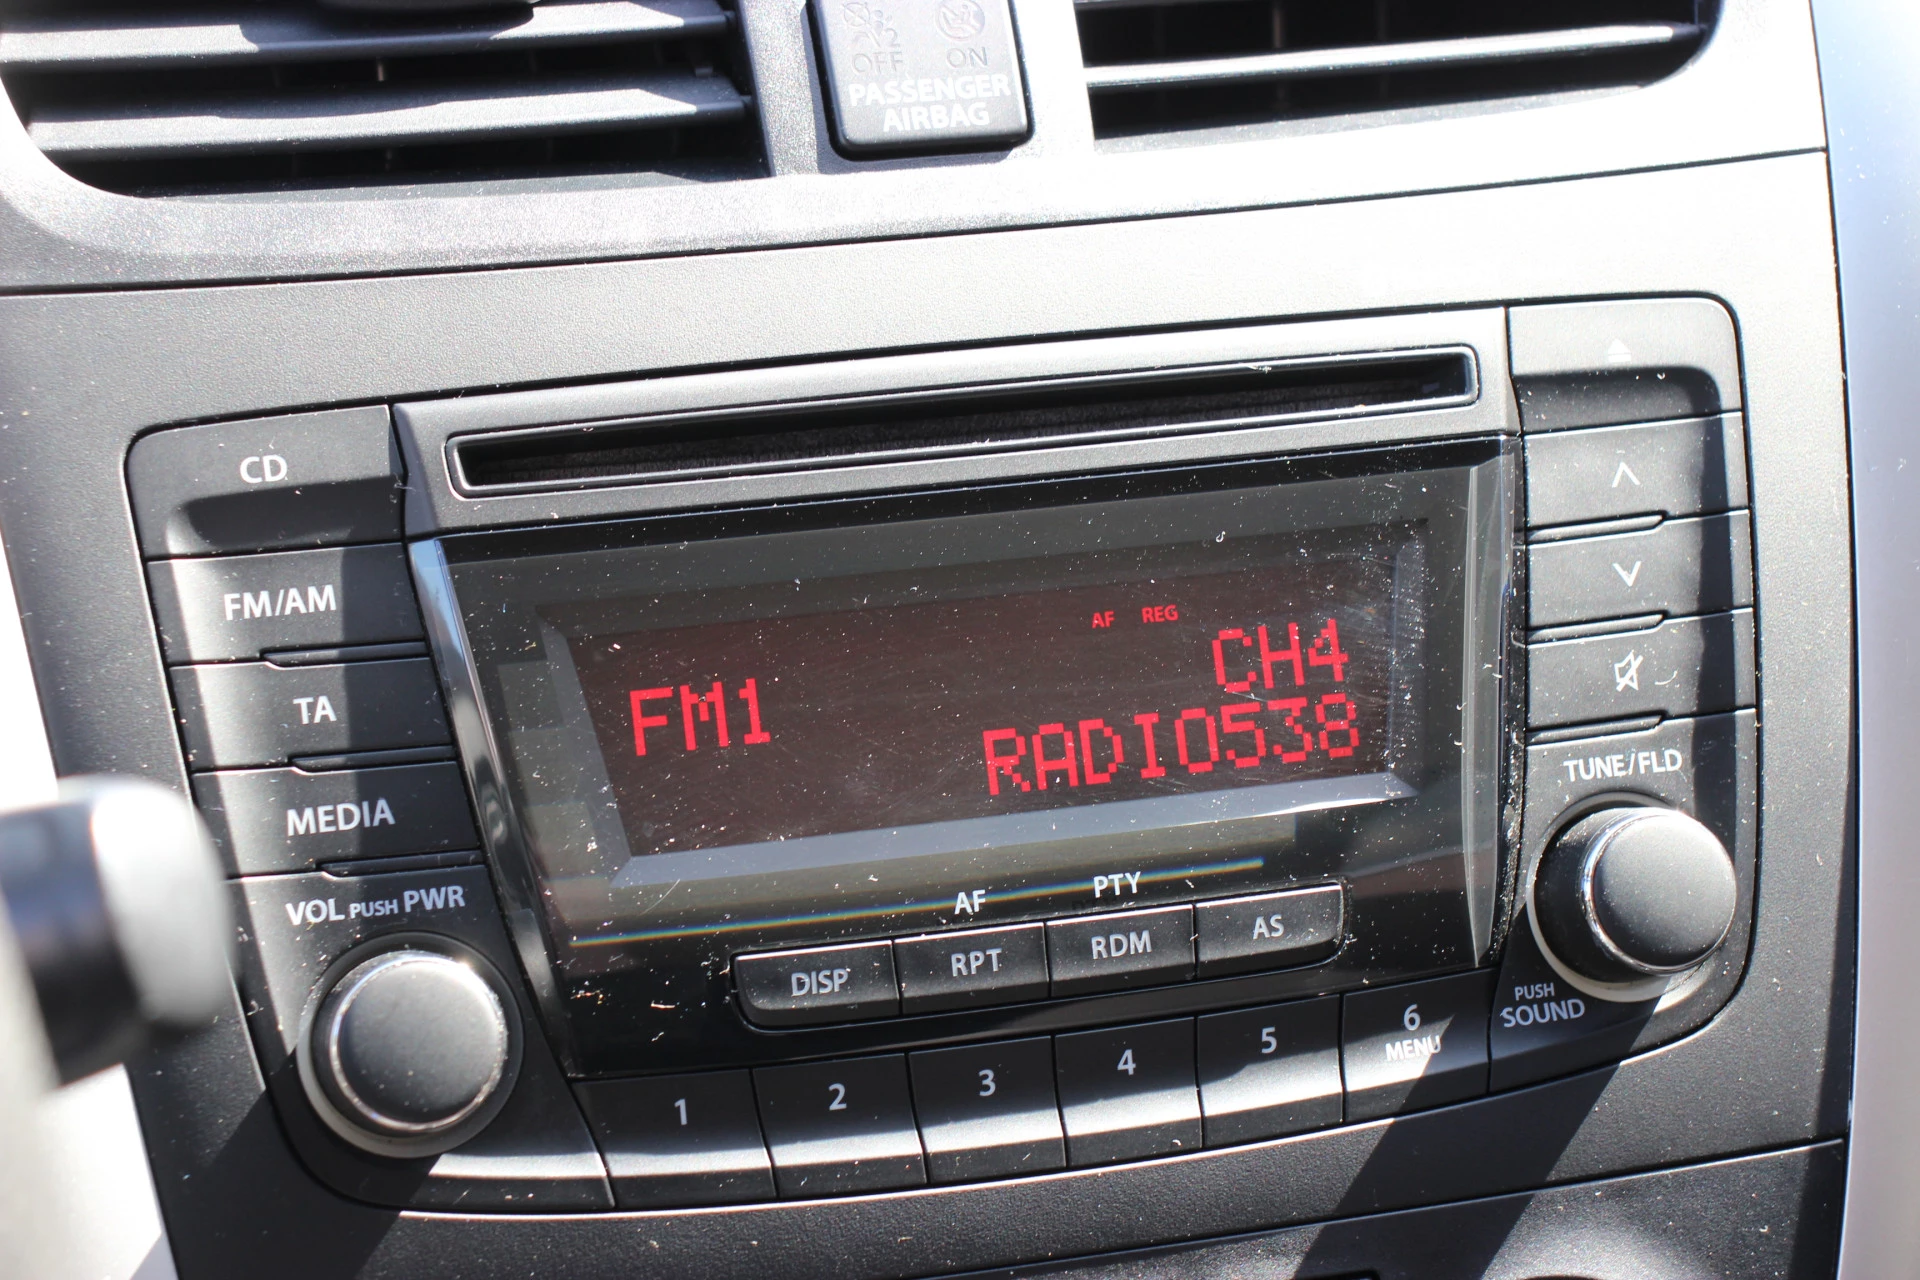 OFF ON
PASSENGER
AIRBAG
CD
FM/AM
TA
MEDIA
VOL PUSH PWR
AF REG
FM1 CH4
RADIO538
TUNE/FLD
AF PTY
DISP RPT RDM AS
PUSH
SOUND
1 2 3 4 5 6
MENU